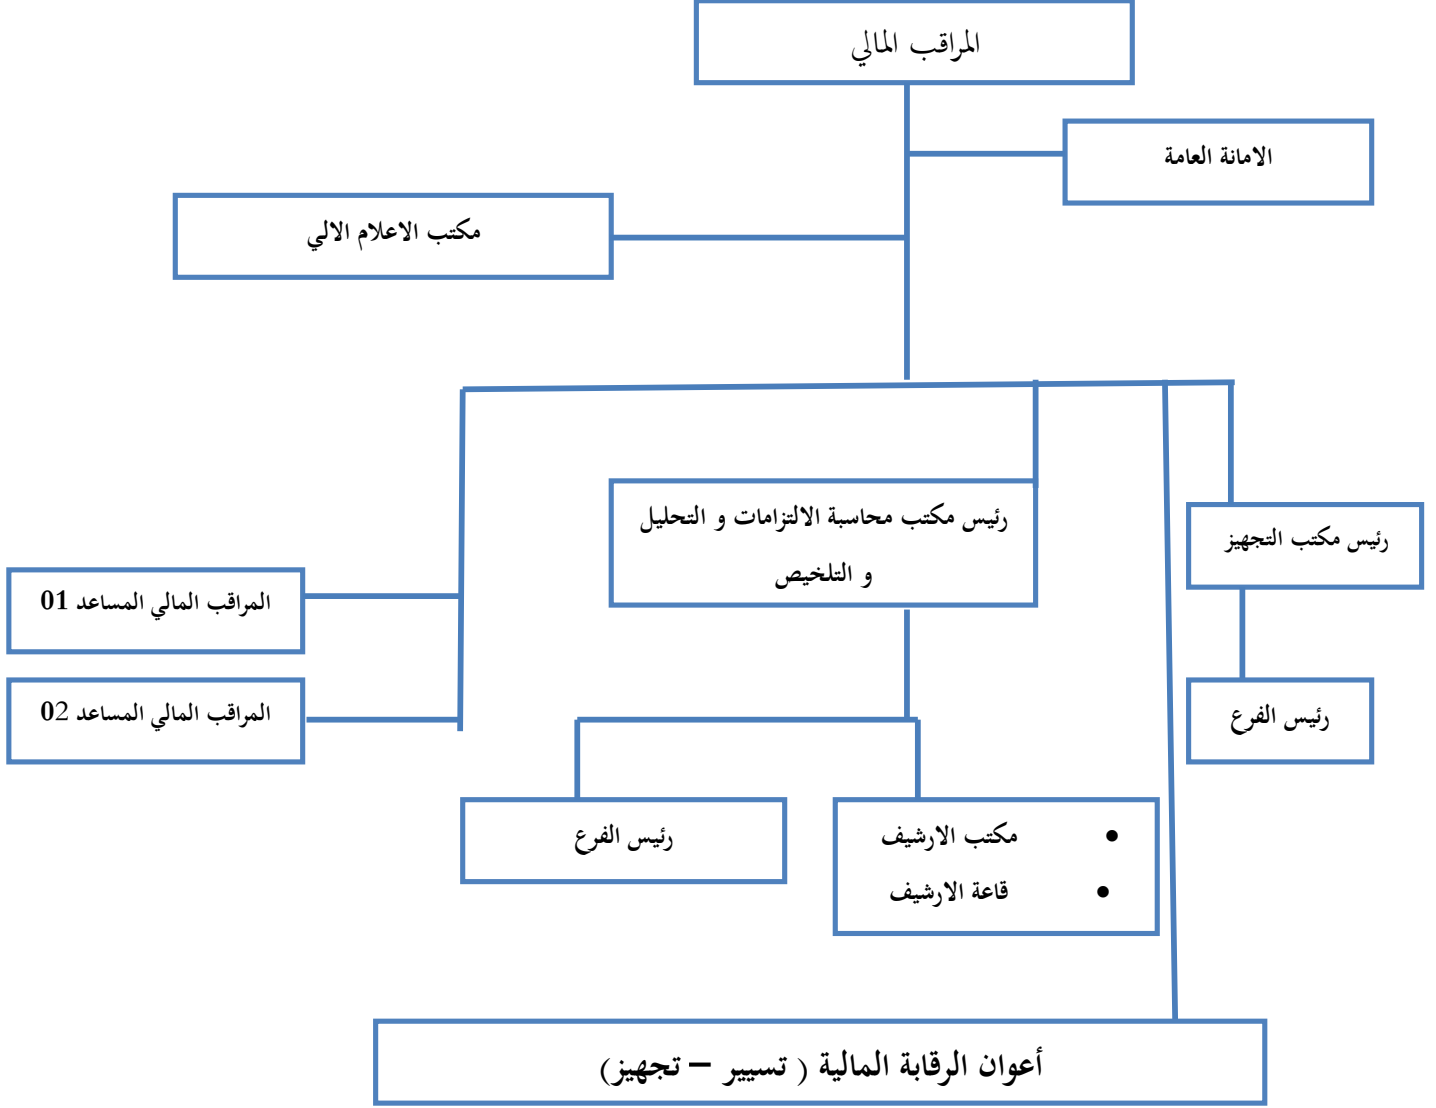 المراقب المالي
الامانة العامة
مكتب الاعلام الالي
رئيس مكتب محاسبة الالتزامات و التحليل
و التلخيص
رئيس مكتب التجهيز
المراقب المالي المساعد 01
المراقب المالي المساعد 02
رئيس الفرع
رئيس الفرع
• مكتب الارشيف
• قاعة الارشيف
أعوان الرقابة المالية ( تسيير – تجهيز)